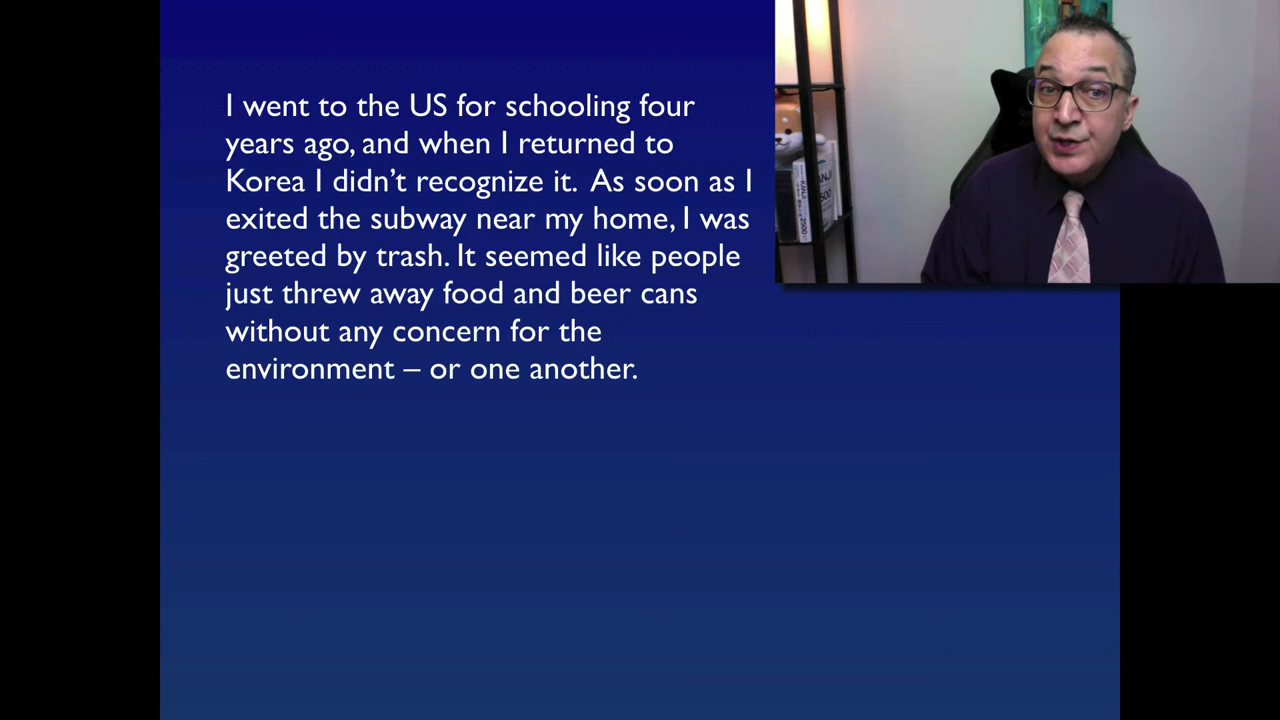 I went to the US for schooling four
years ago, and when I returned to
Korea I didn’t recognize it.  As soon as I
exited the subway near my home, I was
greeted by trash. It seemed like people
just threw away food and beer cans
without any concern for the
environment – or one another.
KANJI
2500